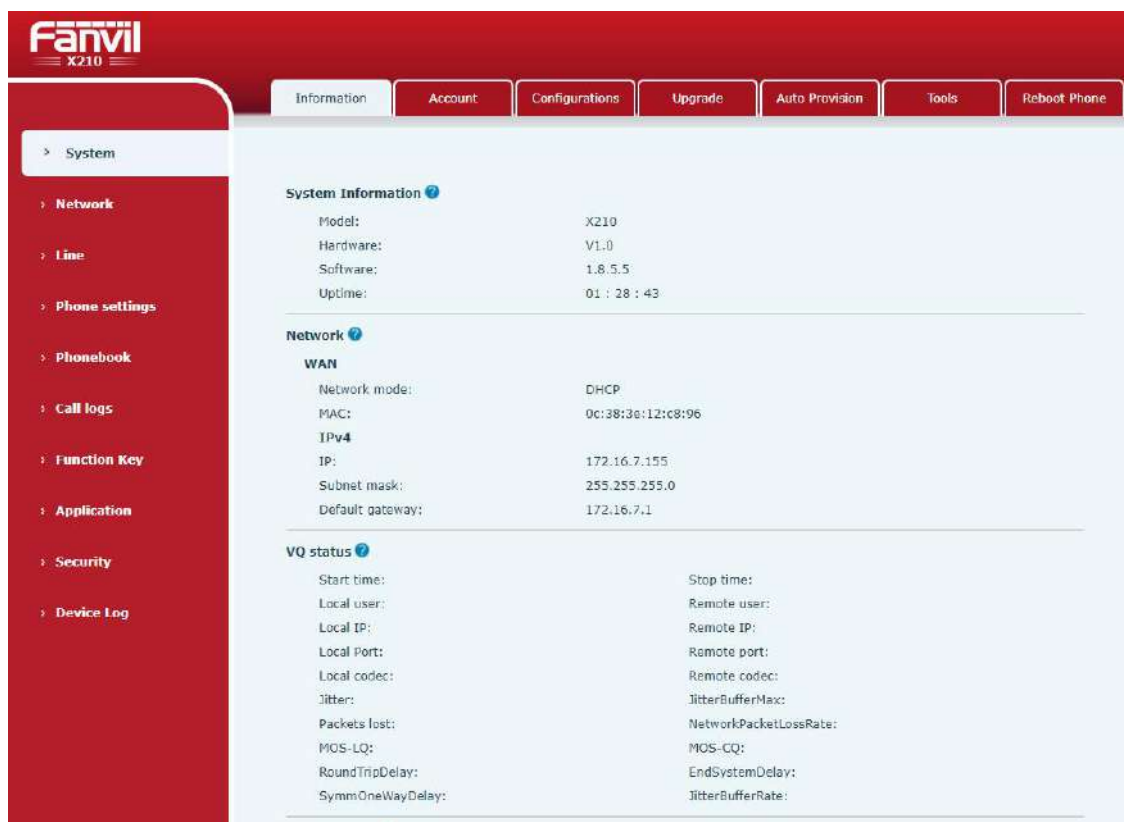 Fanvil
X210
Information Account Configurations Upgrade Auto Provision Tools Reboot Phone
› System
› Network
› Line
› Phone settings
› Phonebook
› Call logs
› Function Key
› Application
› Security
› Device Log
System Information ?
Model: X210
Hardware: V1.0
Software: 1.8.5.5
Uptime: 01 : 28 : 43
Network ?
WAN
Network mode: DHCP
MAC: 0c:38:3e:12:c8:96
IPv4
IP: 172.16.7.155
Subnet mask: 255.255.255.0
Default gateway: 172.16.7.1
VQ status ?
Start time: Stop time:
Local user: Remote user:
Local IP: Remote IP:
Local Port: Remote port:
Local codec: Remote codec:
Jitter: JitterBufferMax:
Packets lost: NetworkPacketLossRate:
MOS-LQ: MOS-CQ:
RoundTripDelay: EndSystemDelay:
SymmOneWayDelay: JitterBufferRate: